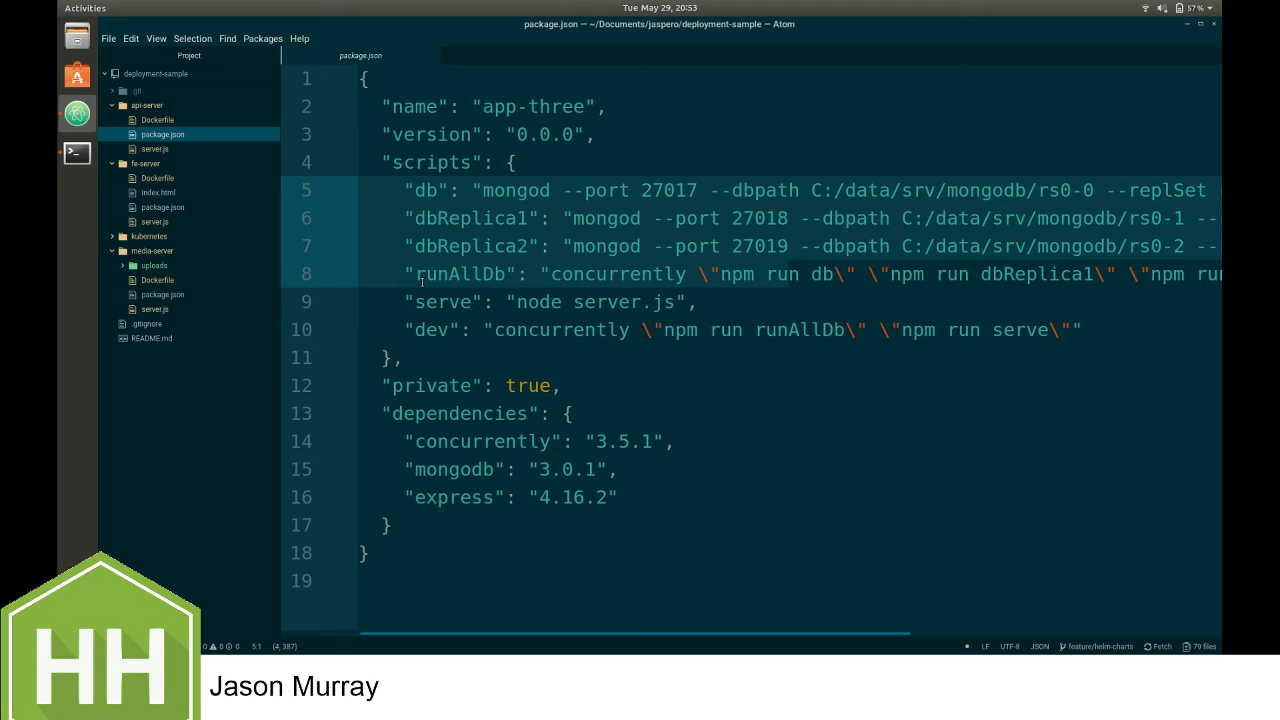 Activities
Tue May 29, 20:53
57%
package.json — ~/Documents/jaspero/deployment-sample — Atom
File Edit View Selection Find Packages Help
Project
package.json
deployment-sample
.git
api-server
Dockerfile
package.json
server.js
fe-server
Dockerfile
index.html
package.json
server.js
kubernetes
media-server
uploads
Dockerfile
package.json
server.js
.gitignore
README.md
1 {
2 "name": "app-three",
3 "version": "0.0.0",
4 "scripts": {
5 "db": "mongod --port 27017 --dbpath C:/data/srv/mongodb/rs0-0 --replSet
6 "dbReplica1": "mongod --port 27018 --dbpath C:/data/srv/mongodb/rs0-1 --
7 "dbReplica2": "mongod --port 27019 --dbpath C:/data/srv/mongodb/rs0-2 --
8 "runAllDb": "concurrently \"npm run db\" \"npm run dbReplica1\" \"npm run
9 "serve": "node server.js",
10 "dev": "concurrently \"npm run runAllDb\" \"npm run serve\""
11 },
12 "private": true,
13 "dependencies": {
14 "concurrently": "3.5.1",
15 "mongodb": "3.0.1",
16 "express": "4.16.2"
17 }
18 }
19
0 0 0 5:1 (4, 387)
LF UTF-8 JSON feature/helm-charts Fetch 79 files
HH
Jason Murray